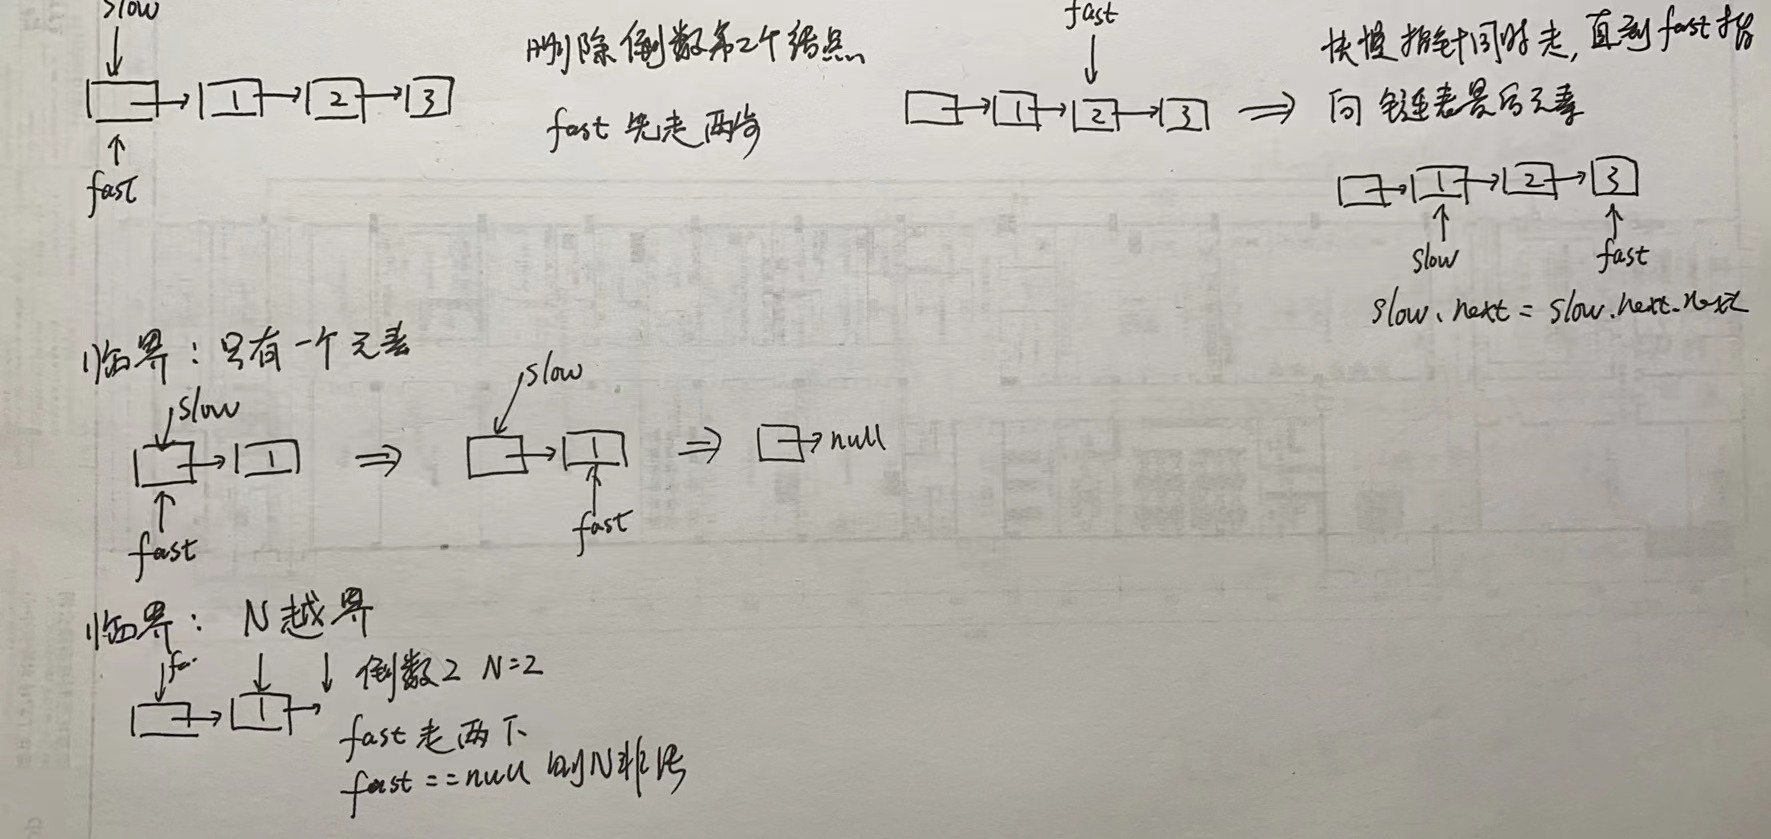 slow
1 2 3
fast
删除倒数第2个结点
fast 先走两步
fast
1 2 3
快慢指针同时走,直到fast指
向链表最后元素
1 2 3
slow fast
slow.next = slow.next.next
临界:只有一个元素
slow
1
fast
slow
1
fast
null
临界: N越界
fa.
1
倒数2 N=2
fast 走两下
fast == null 则N非法